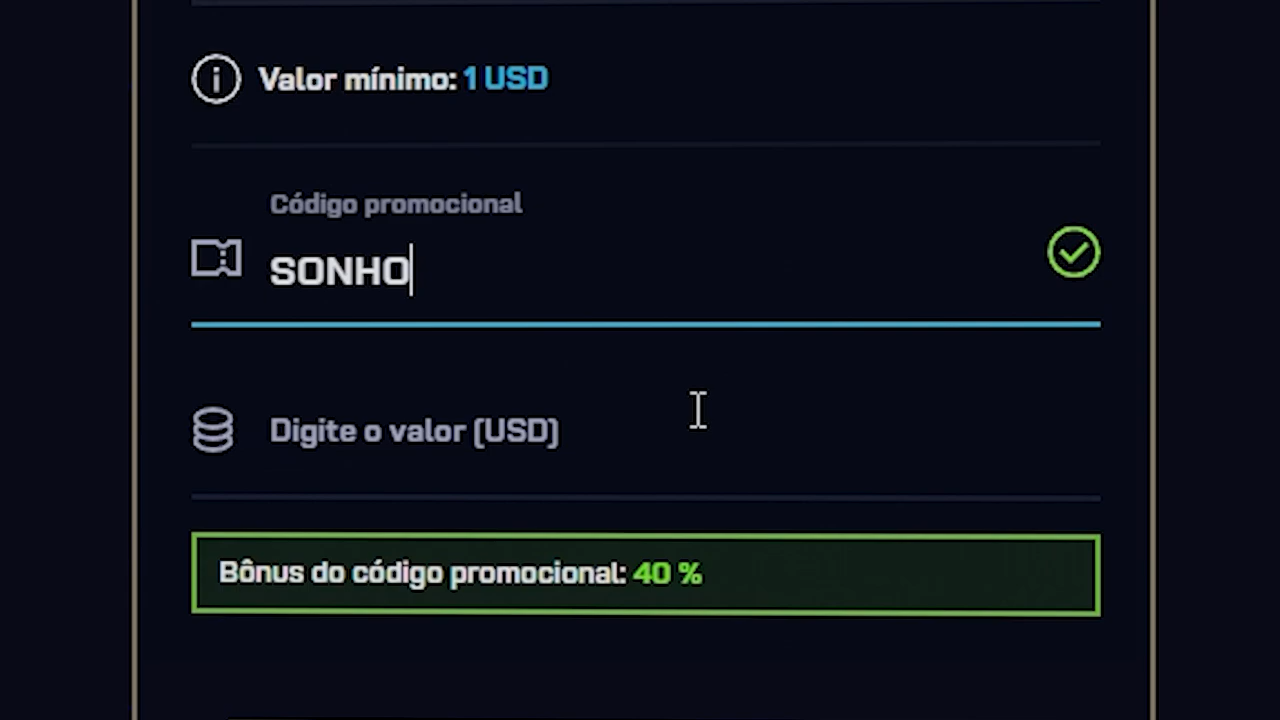 Valor mínimo: 1 USD
Código promocional
SONHO
Digite o valor (USD)
Bônus do código promocional: 40 %